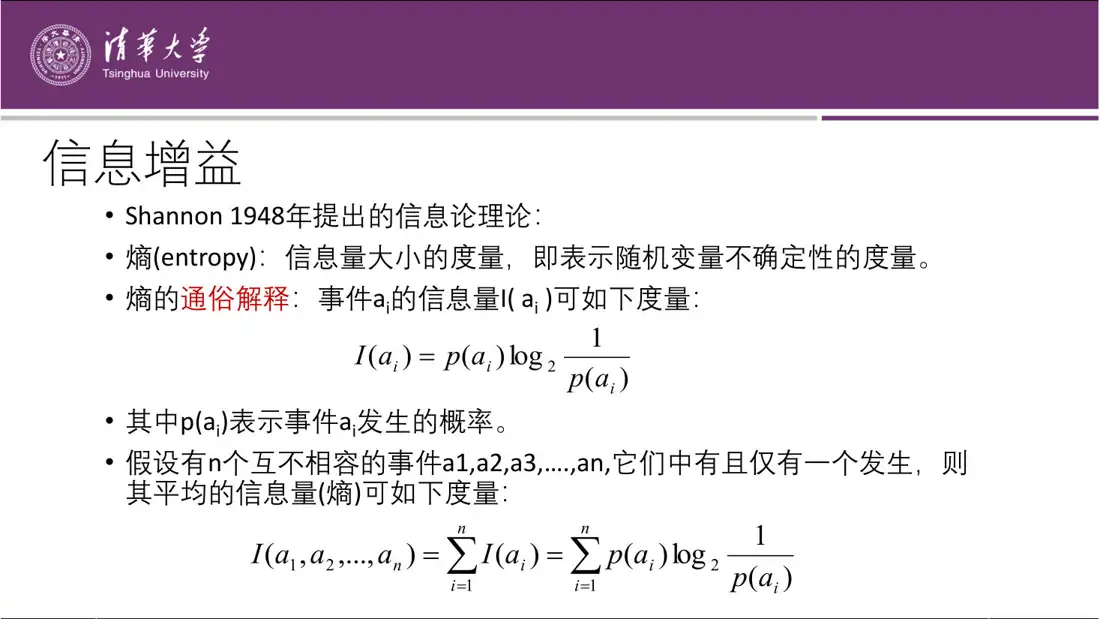 清华大学
Tsinghua University
信息增益
• Shannon 1948年提出的信息论理论：
• 熵(entropy)：信息量大小的度量，即表示随机变量不确定性的度量。
• 熵的通俗解释：事件aᵢ的信息量I( aᵢ )可如下度量：
I(aᵢ) = p(aᵢ) log₂ 1/p(aᵢ)
• 其中p(aᵢ)表示事件aᵢ发生的概率。
• 假设有n个互不相容的事件a1,a2,a3,….,an,它们中有且仅有一个发生，则
其平均的信息量(熵)可如下度量：
I(a₁,a₂,...,aₙ) = ∑ᵢ₌₁ⁿ I(aᵢ) = ∑ᵢ₌₁ⁿ p(aᵢ) log₂ 1/p(aᵢ)